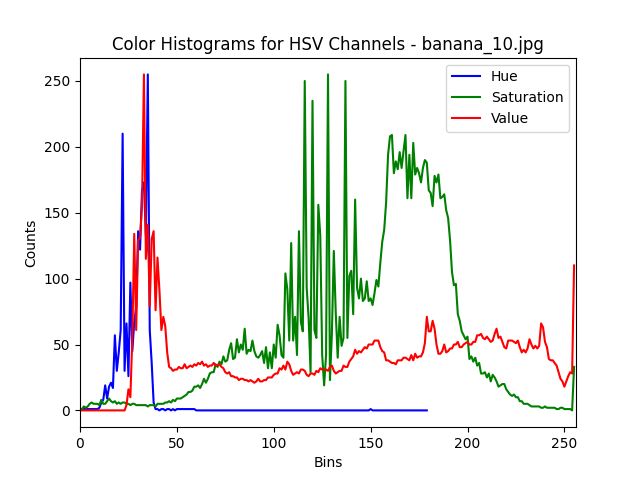 Color Histograms for HSV Channels - banana_10.jpg
Hue
Saturation
Value
Counts
250
200
150
100
50
0
0 50 100 150 200 250
Bins